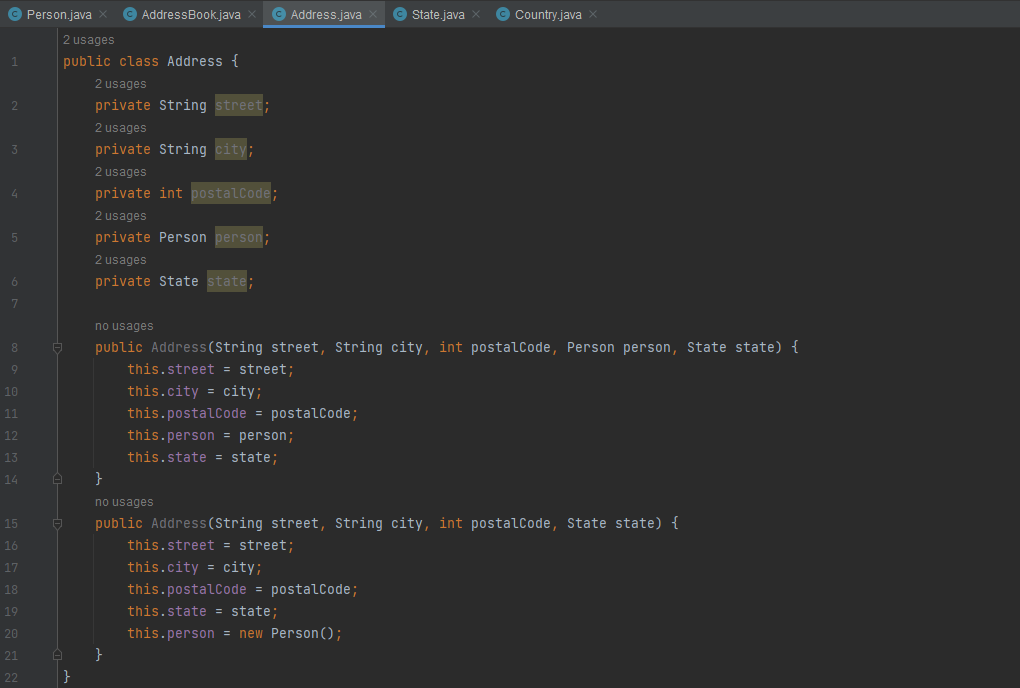 Person.java AddressBook.java Address.java State.java Country.java
2 usages
1 public class Address {
2 usages
2 private String street;
2 usages
3 private String city;
2 usages
4 private int postalCode;
2 usages
5 private Person person;
2 usages
6 private State state;
7
no usages
8 public Address(String street, String city, int postalCode, Person person, State state) {
9 this.street = street;
10 this.city = city;
11 this.postalCode = postalCode;
12 this.person = person;
13 this.state = state;
14 }
no usages
15 public Address(String street, String city, int postalCode, State state) {
16 this.street = street;
17 this.city = city;
18 this.postalCode = postalCode;
19 this.state = state;
20 this.person = new Person();
21 }
22 }